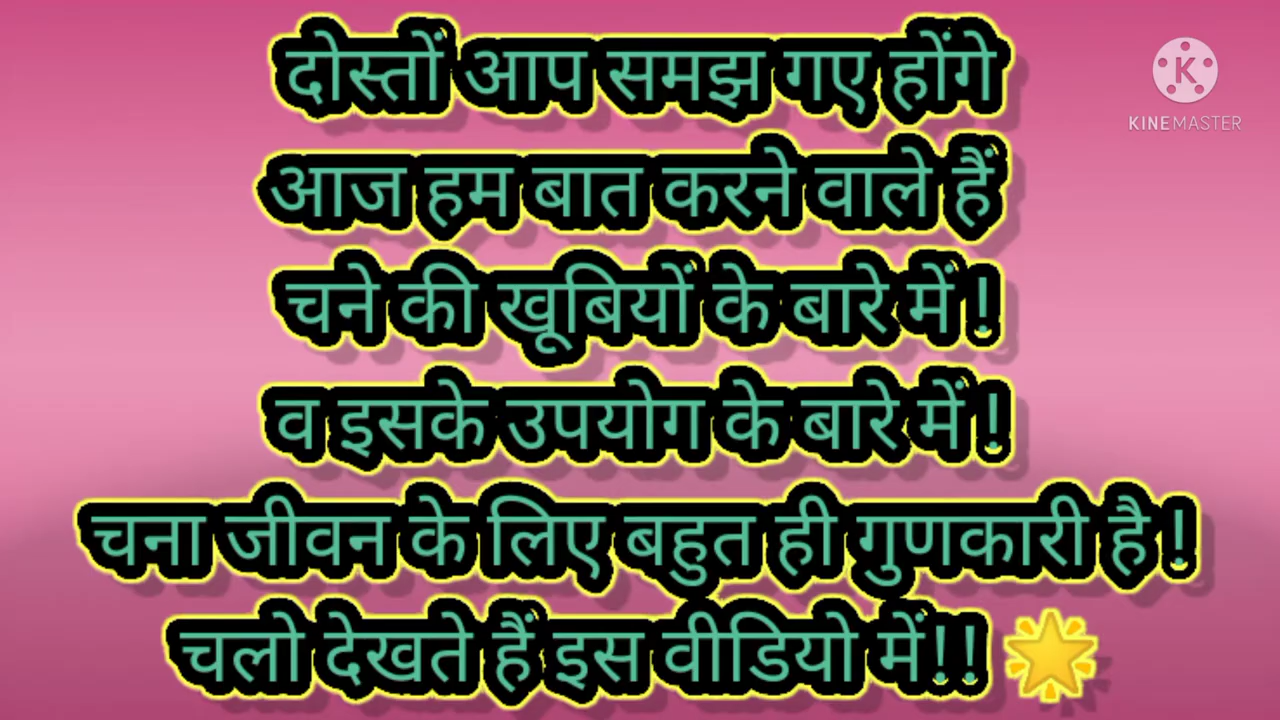 दोस्तों आप समझ गए होंगे
आज हम बात करने वाले हैं
चने की खूबियों के बारे में !
व इसके उपयोग के बारे में !
चना जीवन के लिए बहुत ही गुणकारी है !
चलो देखते हैं इस वीडियो में!! 🌟
K
KINEMASTER